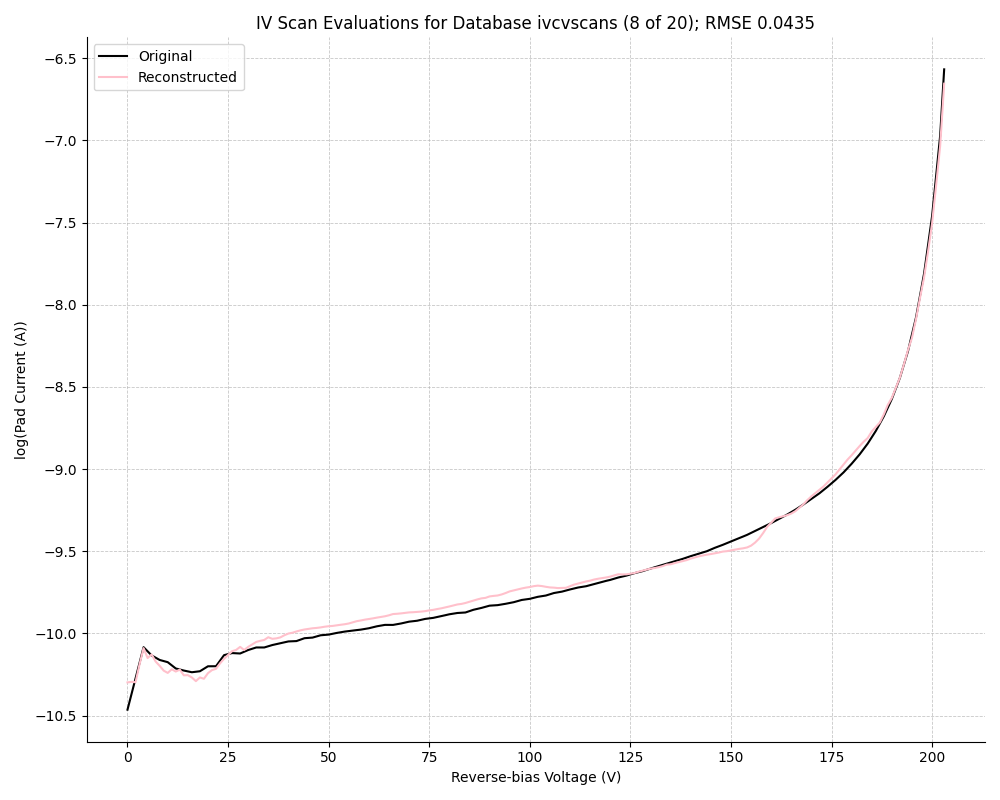 IV Scan Evaluations for Database ivcvscans (8 of 20); RMSE 0.0435
Original
Reconstructed
−6.5
−7.0
−7.5
−8.0
−8.5
−9.0
−9.5
−10.0
−10.5
log(Pad Current (A))
0 25 50 75 100 125 150 175 200
Reverse-bias Voltage (V)